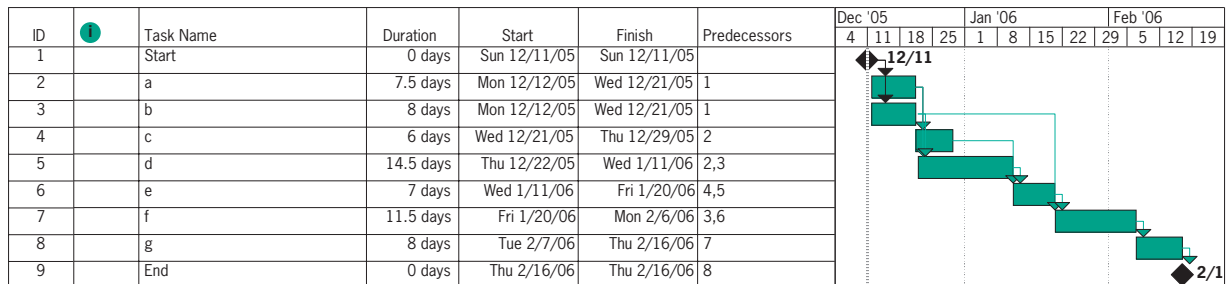 Dec '05 Jan '06 Feb '06
ID i Task Name Duration Start Finish Predecessors 4 11 18 25 1 8 15 22 29 5 12 19
1 Start 0 days Sun 12/11/05 Sun 12/11/05 12/11
2 a 7.5 days Mon 12/12/05 Wed 12/21/05 1
3 b 8 days Mon 12/12/05 Wed 12/21/05 1
4 c 6 days Wed 12/21/05 Thu 12/29/05 2
5 d 14.5 days Thu 12/22/05 Wed 1/11/06 2,3
6 e 7 days Wed 1/11/06 Fri 1/20/06 4,5
7 f 11.5 days Fri 1/20/06 Mon 2/6/06 3,6
8 g 8 days Tue 2/7/06 Thu 2/16/06 7
9 End 0 days Thu 2/16/06 Thu 2/16/06 8 2/1